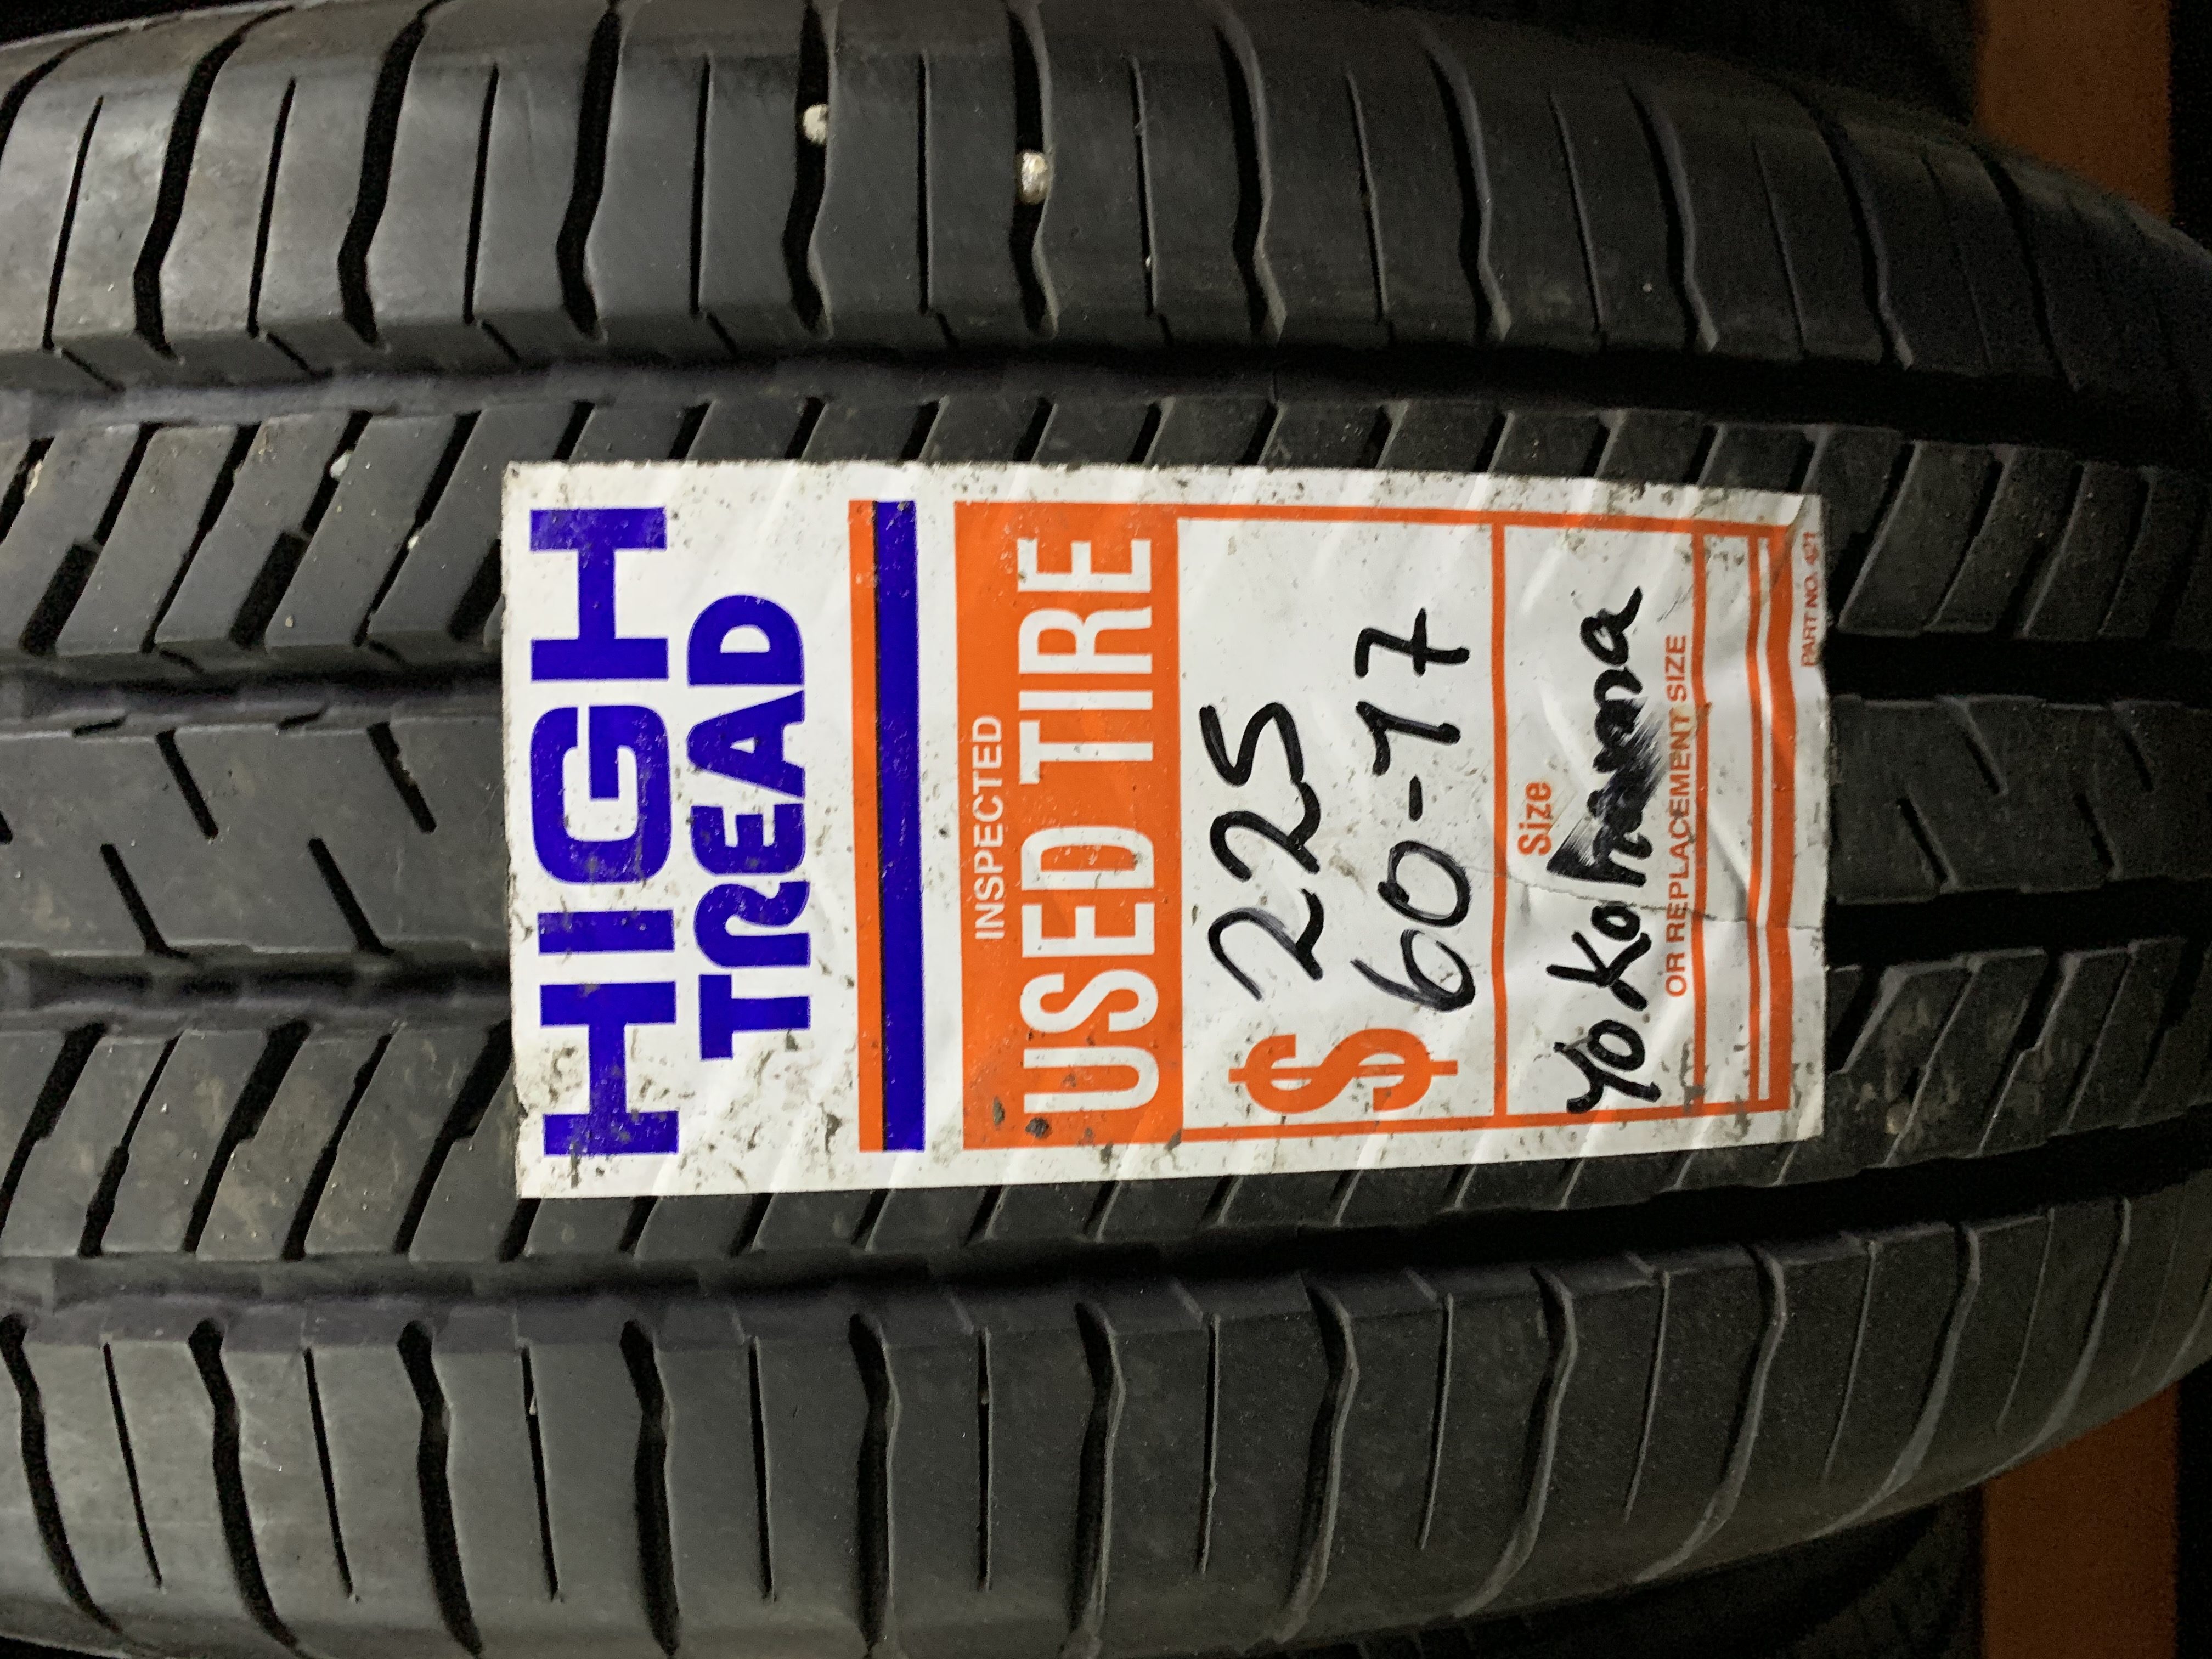 HIGH
TREAD
INSPECTED
USED TIRE
$ 225
60-17
Size
Yokohama
OR REPLACEMENT SIZE
PART NO. 421